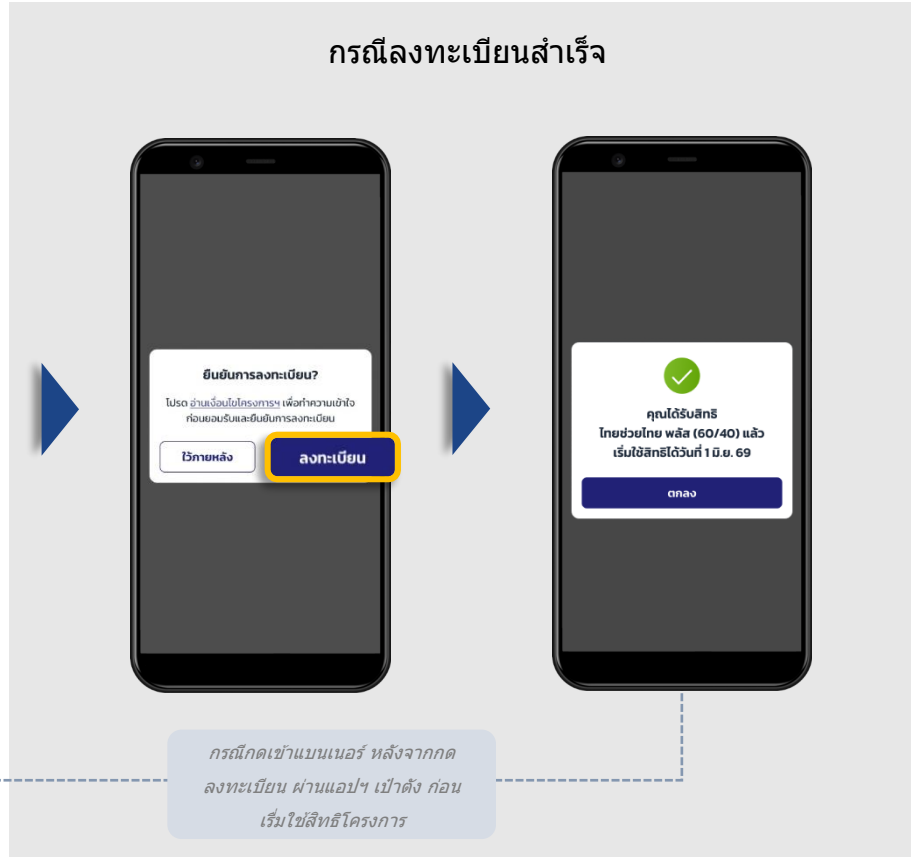 กรณีลงทะเบียนสำเร็จ
ยืนยันการลงทะเบียน?
โปรด อ่านเงื่อนไขโครงการฯ เพื่อทำความเข้าใจ
ก่อนยอมรับและยืนยันการลงทะเบียน
ไว้ภายหลัง
ลงทะเบียน
คุณได้รับสิทธิ
ไทยช่วยไทย พลัส (60/40) แล้ว
เริ่มใช้สิทธิได้วันที่ 1 มิ.ย. 69
ตกลง
กรณีกดเข้าแบนเนอร์ หลังจากกด
ลงทะเบียน ผ่านแอปฯ เป๋าตัง ก่อน
เริ่มใช้สิทธิโครงการ